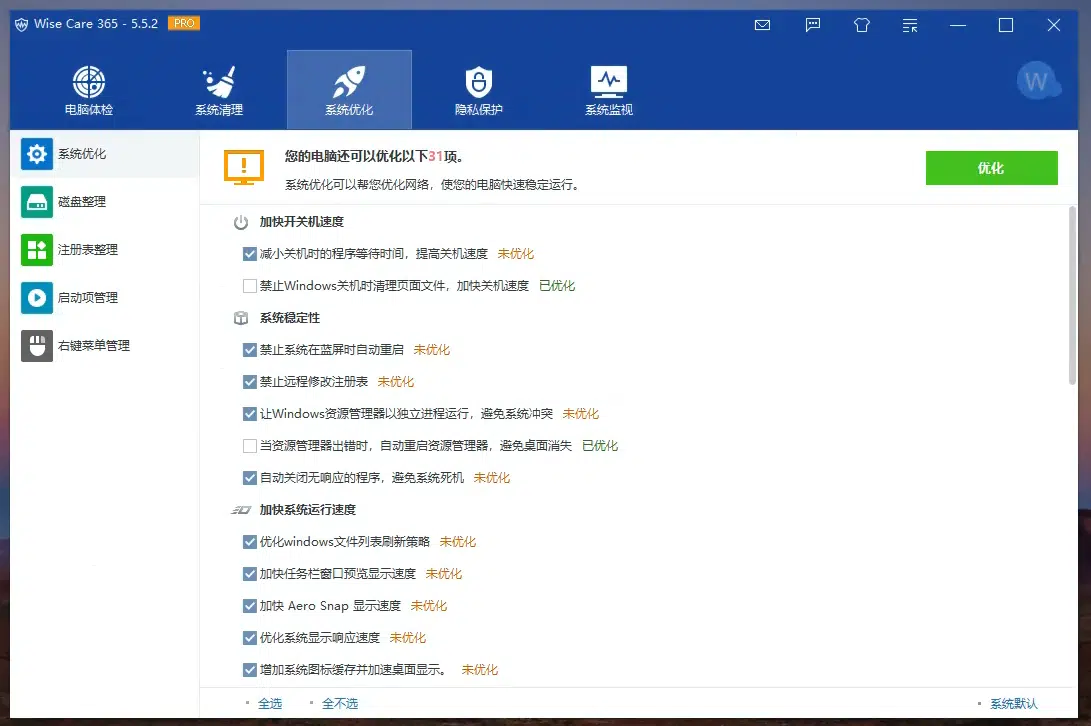 Wise Care 365 - 5.5.2 PRO
电脑体检 系统清理 系统优化 隐私保护 系统监视
W
系统优化
磁盘整理
注册表整理
启动项管理
右键菜单管理
您的电脑还可以优化以下31项。
系统优化可以帮您优化网络，使您的电脑快速稳定运行。
优化
加快开关机速度
减小关机时的程序等待时间，提高关机速度 未优化
禁止Windows关机时清理页面文件，加快关机速度 已优化
系统稳定性
禁止系统在蓝屏时自动重启 未优化
禁止远程修改注册表 未优化
让Windows资源管理器以独立进程运行，避免系统冲突 未优化
当资源管理器出错时，自动重启资源管理器，避免桌面消失 已优化
自动关闭无响应的程序，避免系统死机 未优化
加快系统运行速度
优化windows文件列表刷新策略 未优化
加快任务栏窗口预览显示速度 未优化
加快 Aero Snap 显示速度 未优化
优化系统显示响应速度 未优化
增加系统图标缓存并加速桌面显示。 未优化
全选 全不选 系统默认